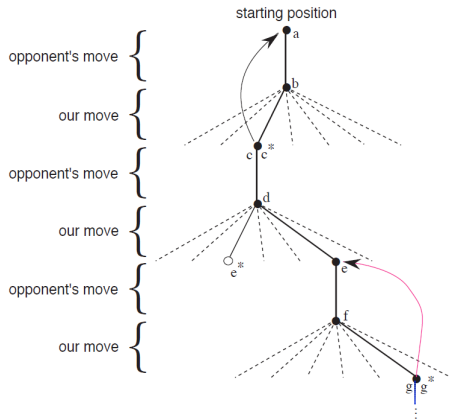 starting position
a
opponent's move
b
our move
c c*
opponent's move
d
our move
e*
e
opponent's move
f
our move
g g*